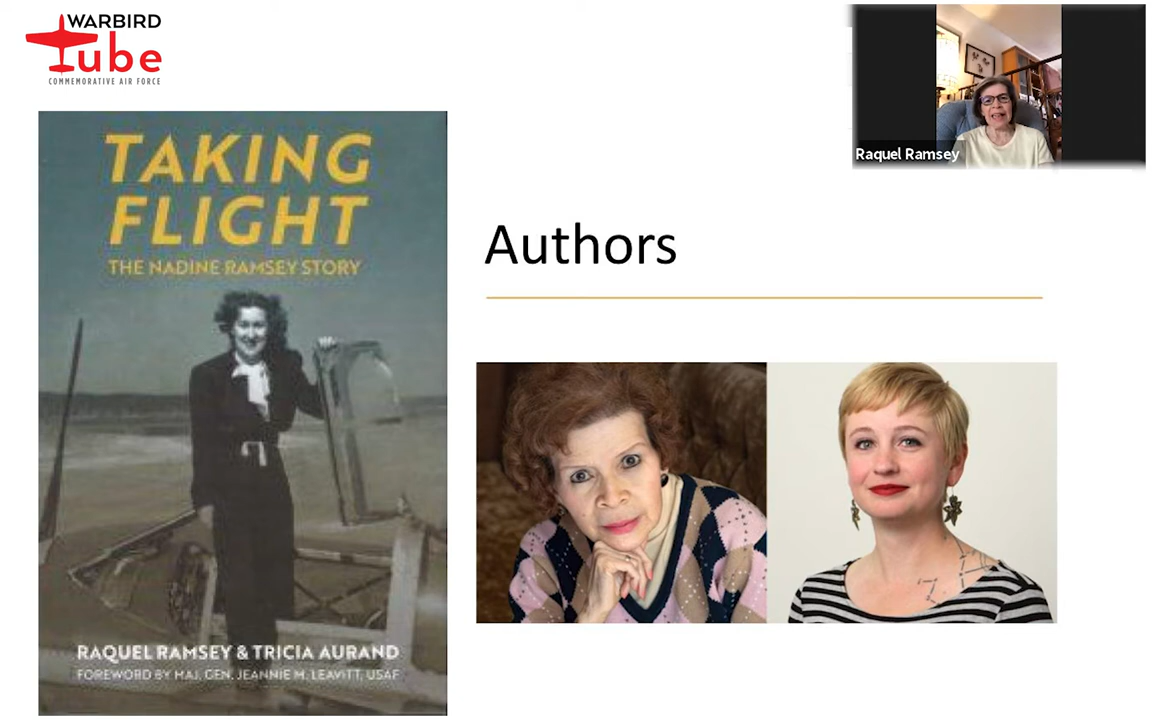 WARBIRD
Tube
COMMEMORATIVE AIR FORCE
Raquel Ramsey
TAKING
FLIGHT
THE NADINE RAMSEY STORY
RAQUEL RAMSEY & TRICIA AURAND
FOREWORD BY MAJ. GEN. JEANNIE M. LEAVITT, USAF
Authors